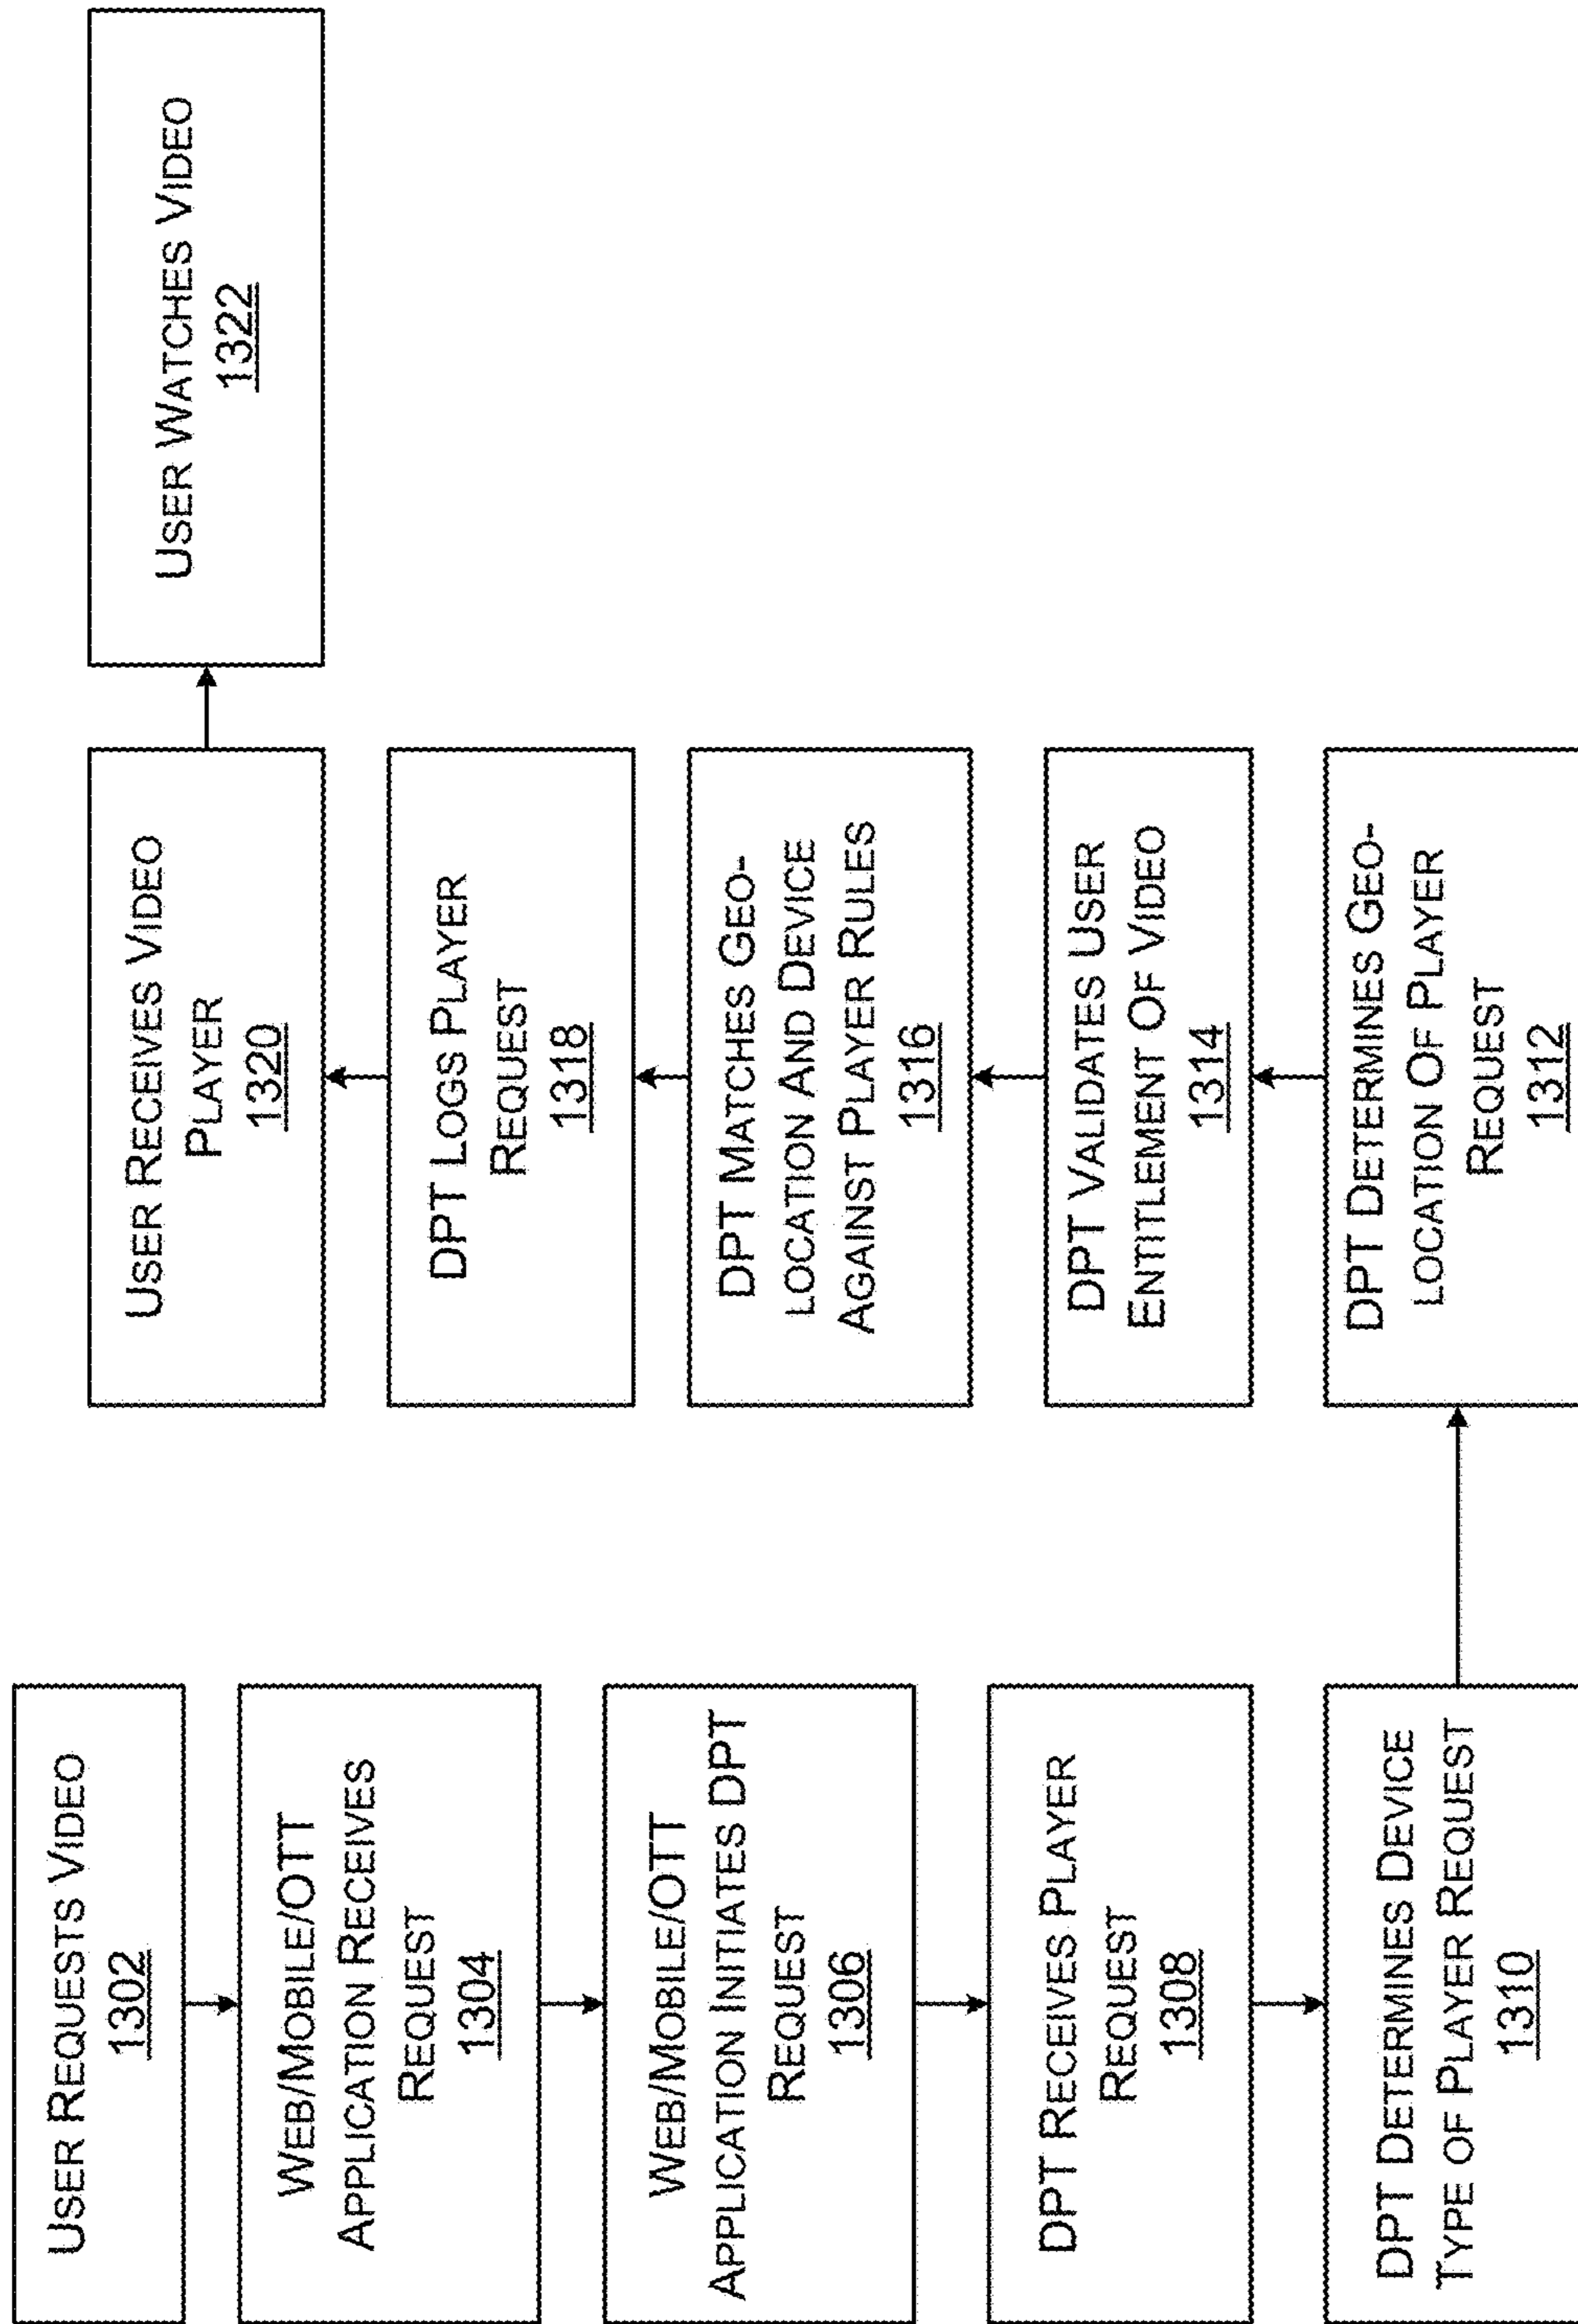 USER REQUESTS VIDEO
1302
WEB/MOBILE/OTT
APPLICATION RECEIVES
REQUEST
1304
WEB/MOBILE/OTT
APPLICATION INITIATES DPT
REQUEST
1306
DPT RECEIVES PLAYER
REQUEST
1308
DPT DETERMINES DEVICE
TYPE OF PLAYER REQUEST
1310
DPT DETERMINES GEO-
LOCATION OF PLAYER
REQUEST
1312
DPT VALIDATES USER
ENTITLEMENT OF VIDEO
1314
DPT MATCHES GEO-
LOCATION AND DEVICE
AGAINST PLAYER RULES
1316
DPT LOGS PLAYER
REQUEST
1318
USER RECEIVES VIDEO
PLAYER
1320
USER WATCHES VIDEO
1322